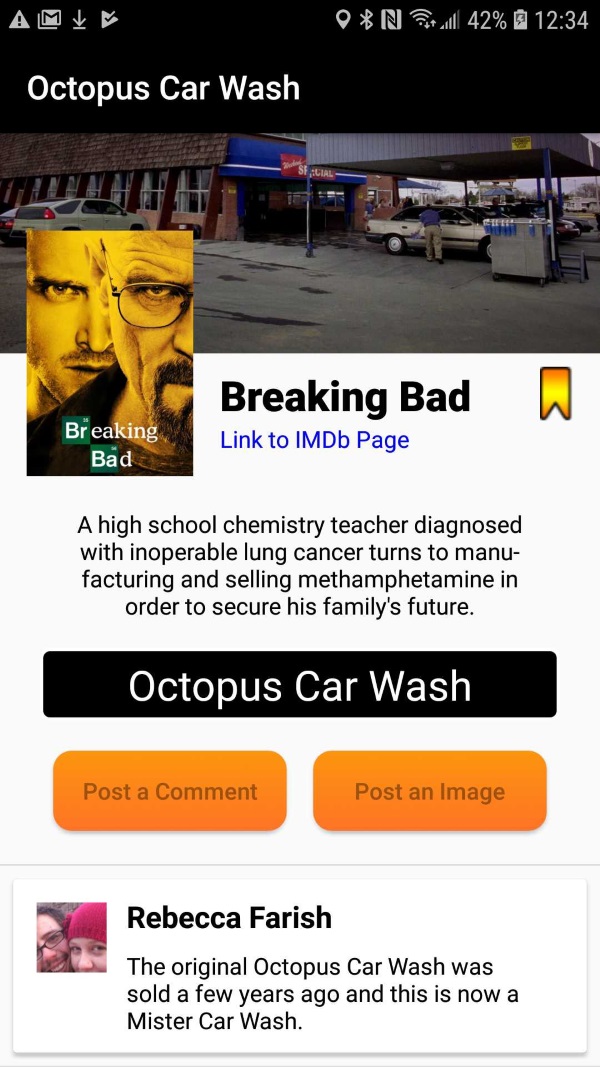 42% 12:34
Octopus Car Wash
SPECIAL
Breaking Bad
Breaking Bad
Link to IMDb Page
A high school chemistry teacher diagnosed
with inoperable lung cancer turns to manu-
facturing and selling methamphetamine in
order to secure his family's future.
Octopus Car Wash
Post a Comment
Post an Image
Rebecca Farish
The original Octopus Car Wash was
sold a few years ago and this is now a
Mister Car Wash.